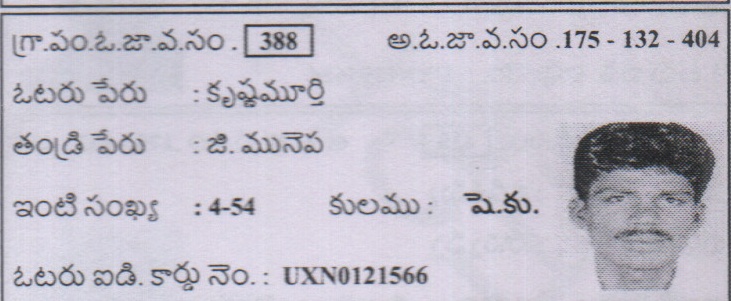 గ్రా.పం.ఓ.జా.వ.సం . 388 అ.ఓ.జా.వ.సం .175 - 132 - 404
ఓటరు పేరు : కృష్ణమూర్తి
తండ్రి పేరు : జి. మునెప
ఇంటి సంఖ్య : 4-54 కులము : షె.కు.
ఓటరు ఐడి. కార్డు నెం. : UXN0121566